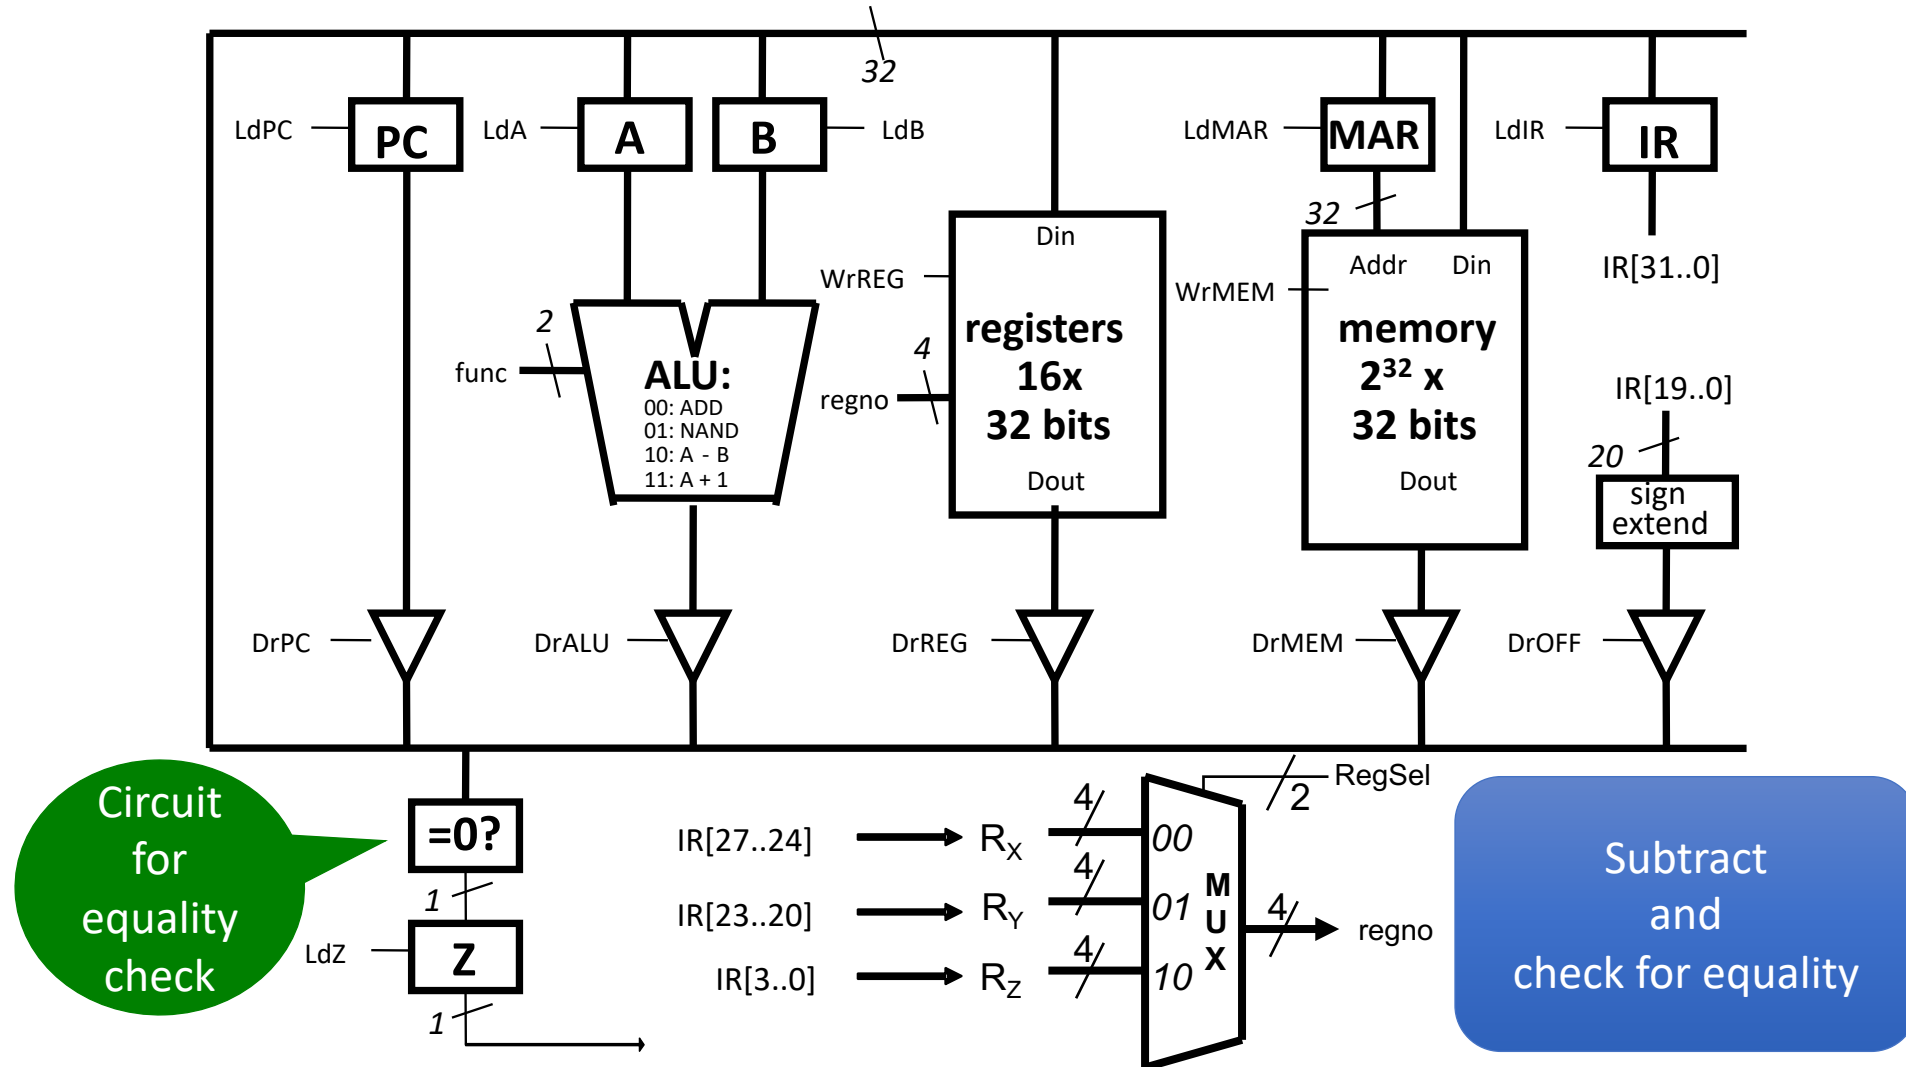 32
LdPC
PC
LdA
A
B
LdB
LdMAR
MAR
LdIR
IR
32
Din
Addr
Din
IR[31..0]
WrREG
WrMEM
2
func
ALU:
00: ADD
01: NAND
10: A - B
11: A + 1
4
regno
registers
16x
32 bits
Dout
memory
2³² x
32 bits
Dout
IR[19..0]
20
sign
extend
DrPC
DrALU
DrREG
DrMEM
DrOFF
Circuit
for
equality
check
=0?
1
LdZ
Z
1
RegSel
2
IR[27..24]
R_X
4
00
IR[23..20]
R_Y
4
01
IR[3..0]
R_Z
4
10
M
U
X
4
regno
Subtract
and
check for equality